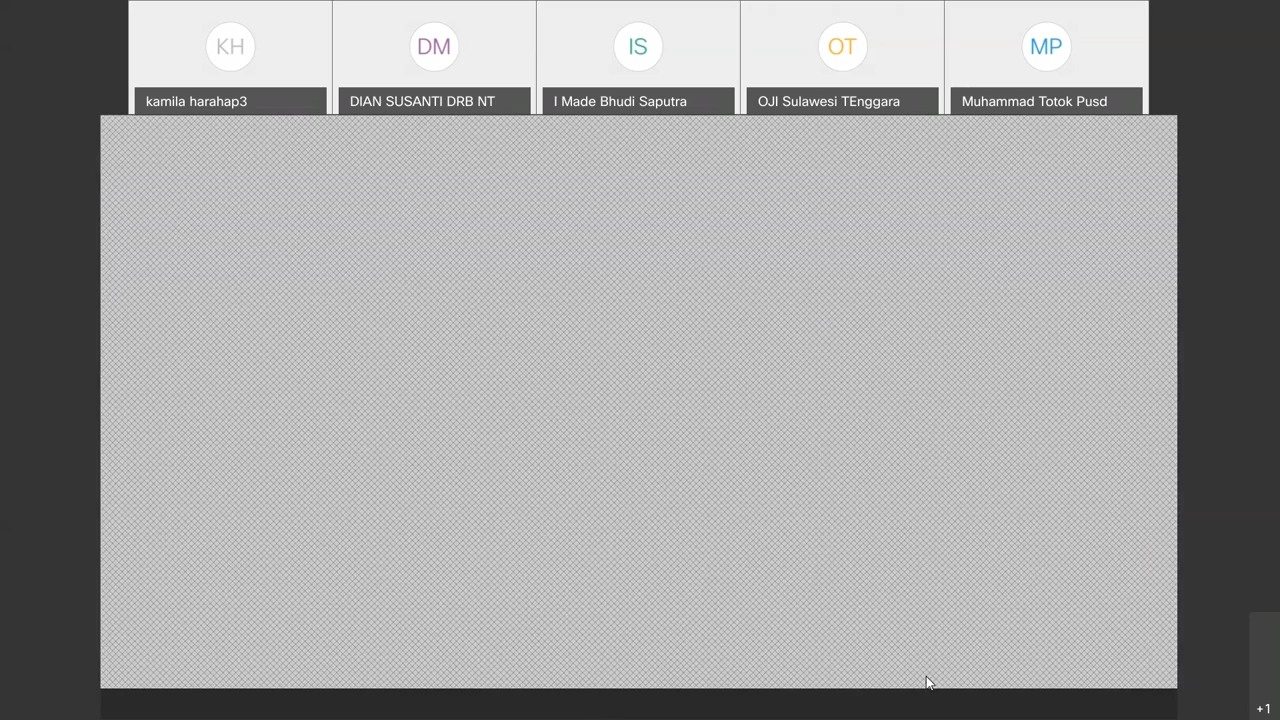 KH
DM
IS
OT
MP
kamila harahap3
DIAN SUSANTI DRB NT
I Made Bhudi Saputra
OJI Sulawesi TEnggara
Muhammad Totok Pusd
+1